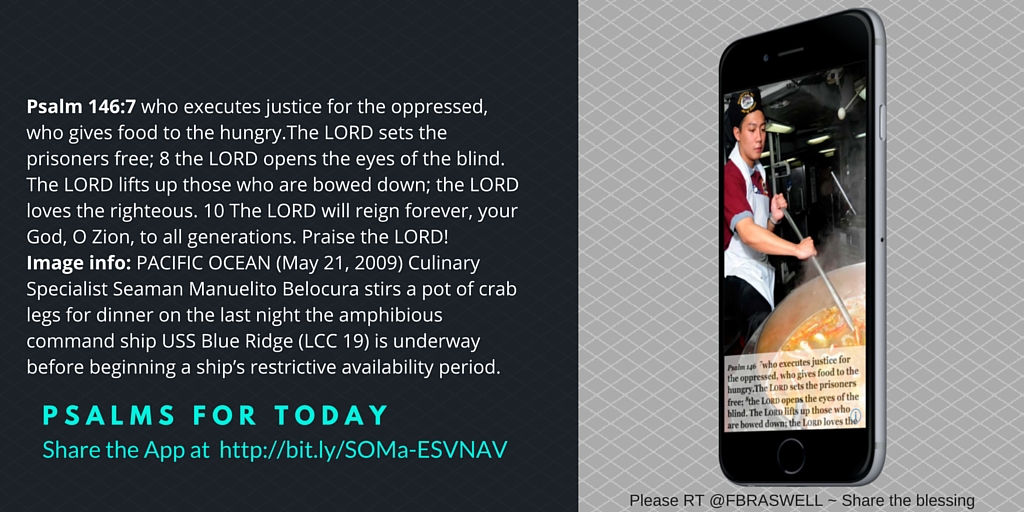 Psalm 146:7 who executes justice for the oppressed,
who gives food to the hungry.The LORD sets the
prisoners free; 8 the LORD opens the eyes of the blind.
The LORD lifts up those who are bowed down; the LORD
loves the righteous. 10 The LORD will reign forever, your
God, O Zion, to all generations. Praise the LORD!
Image info: PACIFIC OCEAN (May 21, 2009) Culinary
Specialist Seaman Manuelito Belocura stirs a pot of crab
legs for dinner on the last night the amphibious
command ship USS Blue Ridge (LCC 19) is underway
before beginning a ship’s restrictive availability period.
PSALMS FOR TODAY
Share the App at http://bit.ly/SOMa-ESVNAV
Psalm 146 7who executes justice for
the oppressed, who gives food to the
hungry.The LORD sets the prisoners
free; 8the LORD opens the eyes of the
blind. The LORD lifts up those who
are bowed down; the LORD loves the
Please RT @FBRASWELL ~ Share the blessing